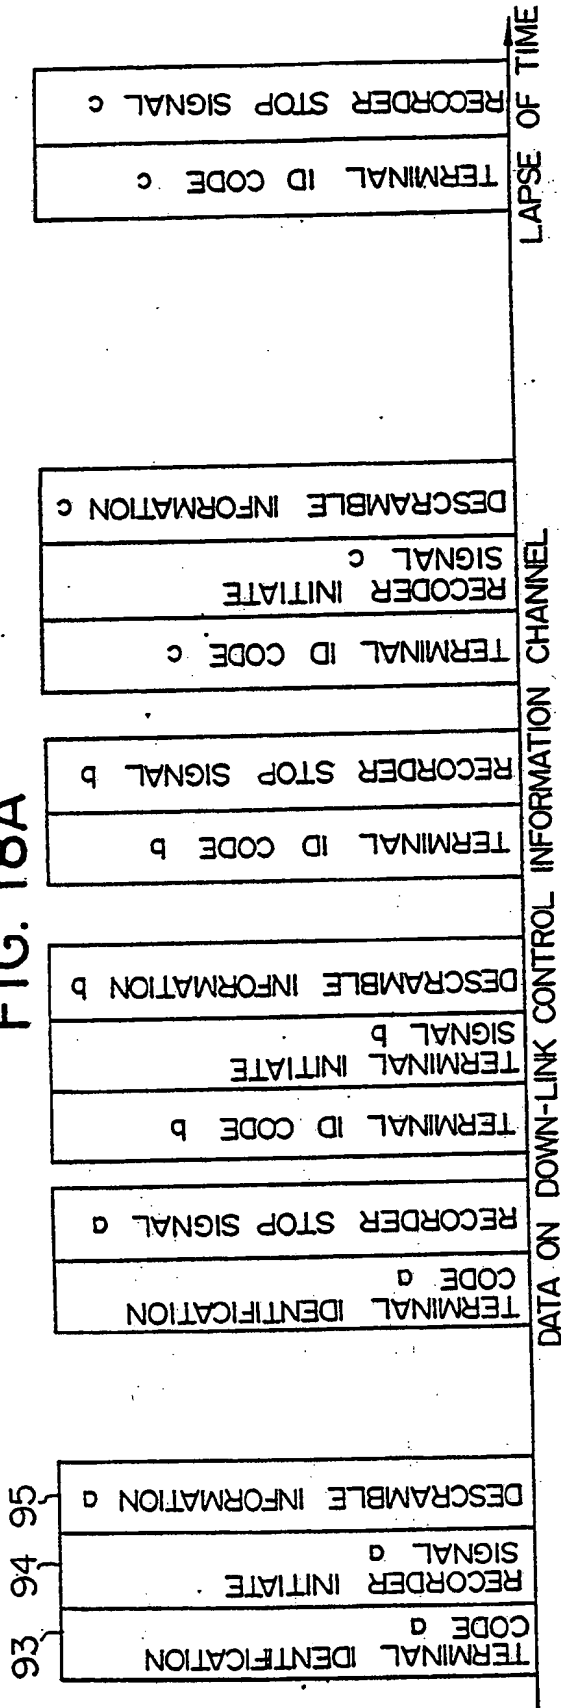 FIG. 18A
93
94
95
TERMINAL IDENTIFICATION
CODE a
RECORDER INITIATE
SIGNAL a
DESCRAMBLE INFORMATION a
TERMINAL IDENTIFICATION
CODE a
RECORDER STOP SIGNAL a
TERMINAL ID CODE b
TERMINAL INITIATE
SIGNAL b
DESCRAMBLE INFORMATION b
TERMINAL ID CODE b
RECORDER STOP SIGNAL b
TERMINAL ID CODE c
RECODER INITIATE
SIGNAL c
DESCRAMBLE INFORMATION c
TERMINAL ID CODE c
RECORDER STOP SIGNAL c
DATA ON DOWN-LINK CONTROL INFORMATION CHANNEL
LAPSE OF TIME